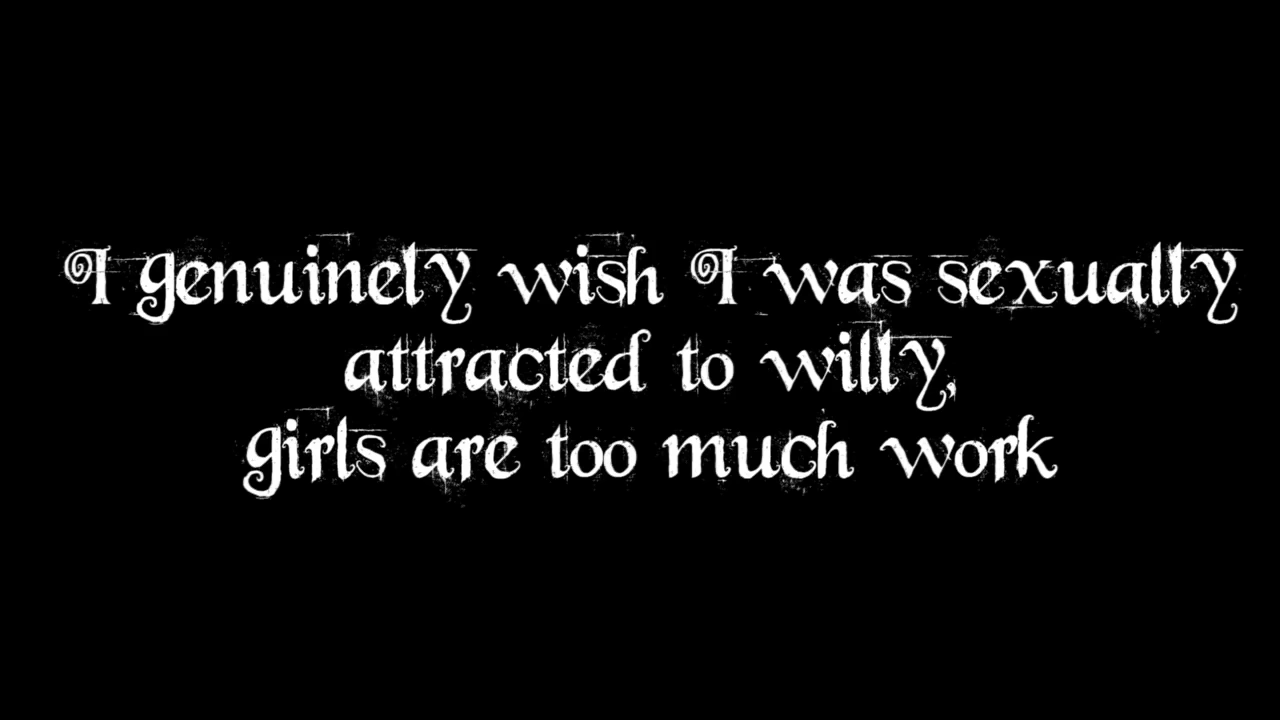 I genuinely wish I was sexually
attracted to willy,
girls are too much work